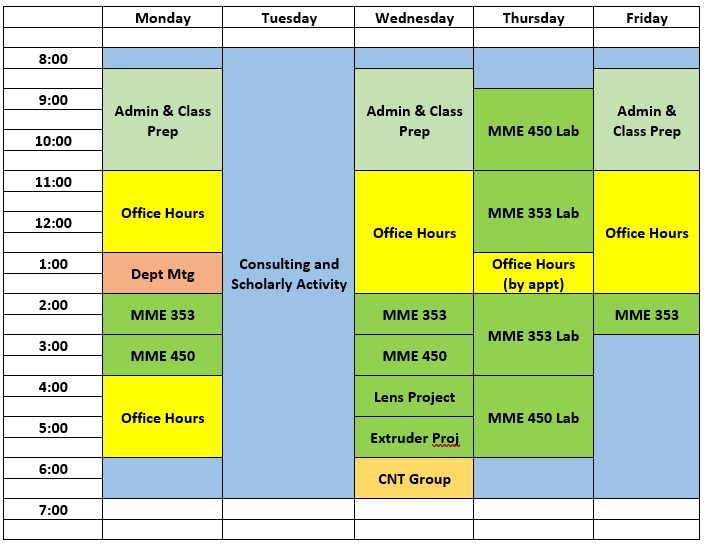 Monday Tuesday Wednesday Thursday Friday
8:00
9:00
Admin & Class
Prep
Admin & Class
Prep
MME 450 Lab
Admin &
Class Prep
10:00
11:00
Office Hours
Office Hours
MME 353 Lab
Office Hours
12:00
1:00
Dept Mtg
Consulting and
Scholarly Activity
Office Hours
(by appt)
2:00
MME 353
MME 353
MME 353 Lab
MME 353
3:00
MME 450
MME 450
4:00
Office Hours
Lens Project
MME 450 Lab
5:00
Extruder Proj
6:00
CNT Group
7:00